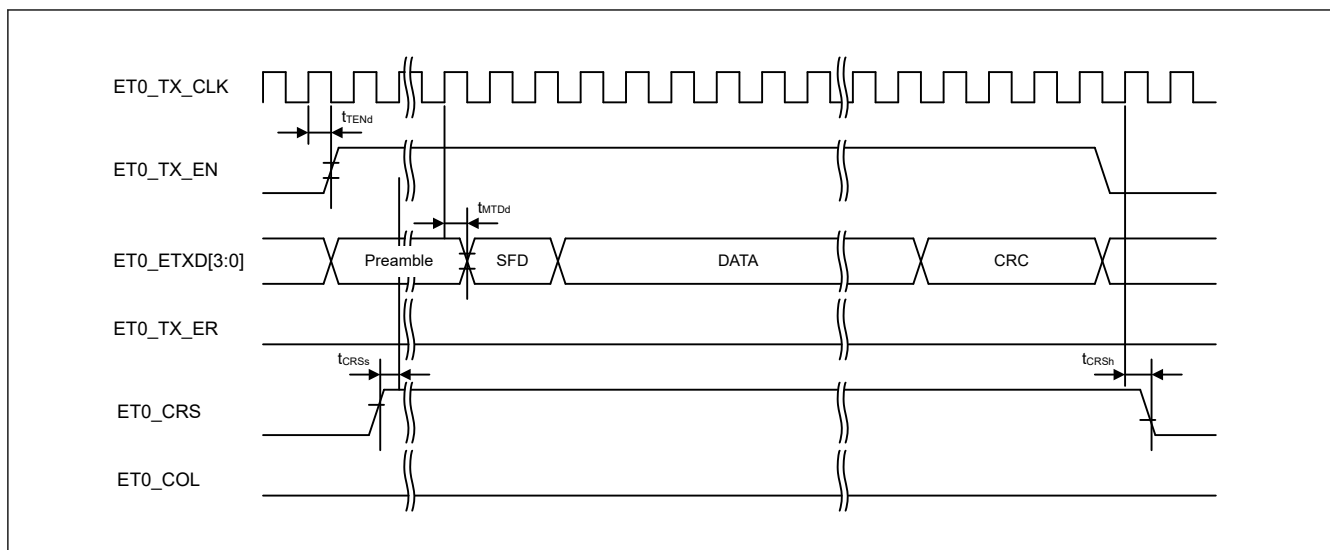 ET0_TX_CLK
tTENd
ET0_TX_EN
tMTDd
ET0_ETXD[3:0] Preamble SFD DATA CRC
ET0_TX_ER
tCRSs tCRSh
ET0_CRS
ET0_COL